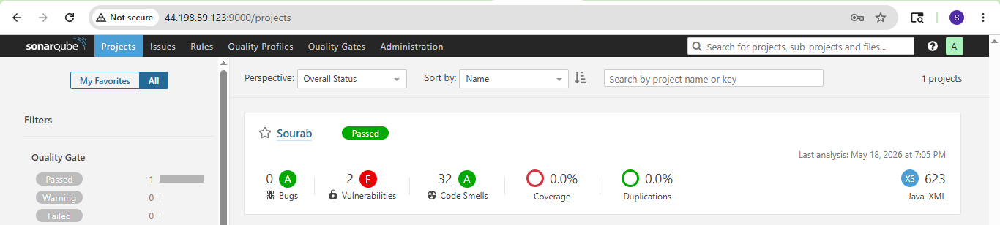 Not secure 44.198.59.123:9000/projects S
sonarqube Projects Issues Rules Quality Profiles Quality Gates Administration Search for projects, sub-projects and files... ? A
My Favorites All
Perspective: Overall Status Sort by: Name Search by project name or key 1 projects
Filters
Quality Gate
Passed 1
Warning 0
Failed 0
Sourab Passed
Last analysis: May 18, 2026 at 7:05 PM
0 A 2 E 32 A 0.0% 0.0% XS 623
Bugs Vulnerabilities Code Smells Coverage Duplications Java, XML